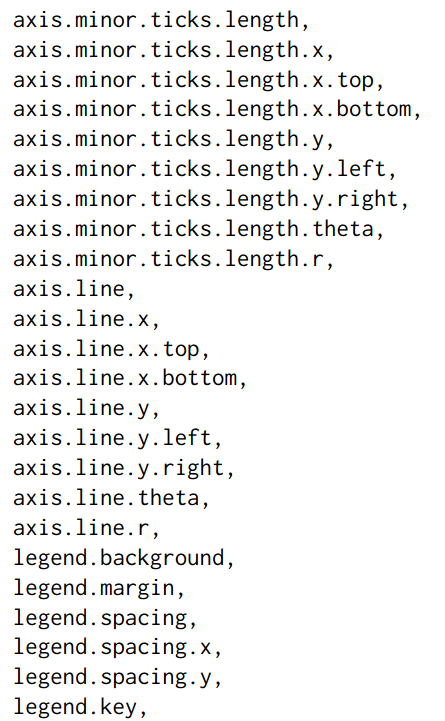 axis.minor.ticks.length,
axis.minor.ticks.length.x,
axis.minor.ticks.length.x.top,
axis.minor.ticks.length.x.bottom,
axis.minor.ticks.length.y,
axis.minor.ticks.length.y.left,
axis.minor.ticks.length.y.right,
axis.minor.ticks.length.theta,
axis.minor.ticks.length.r,
axis.line,
axis.line.x,
axis.line.x.top,
axis.line.x.bottom,
axis.line.y,
axis.line.y.left,
axis.line.y.right,
axis.line.theta,
axis.line.r,
legend.background,
legend.margin,
legend.spacing,
legend.spacing.x,
legend.spacing.y,
legend.key,